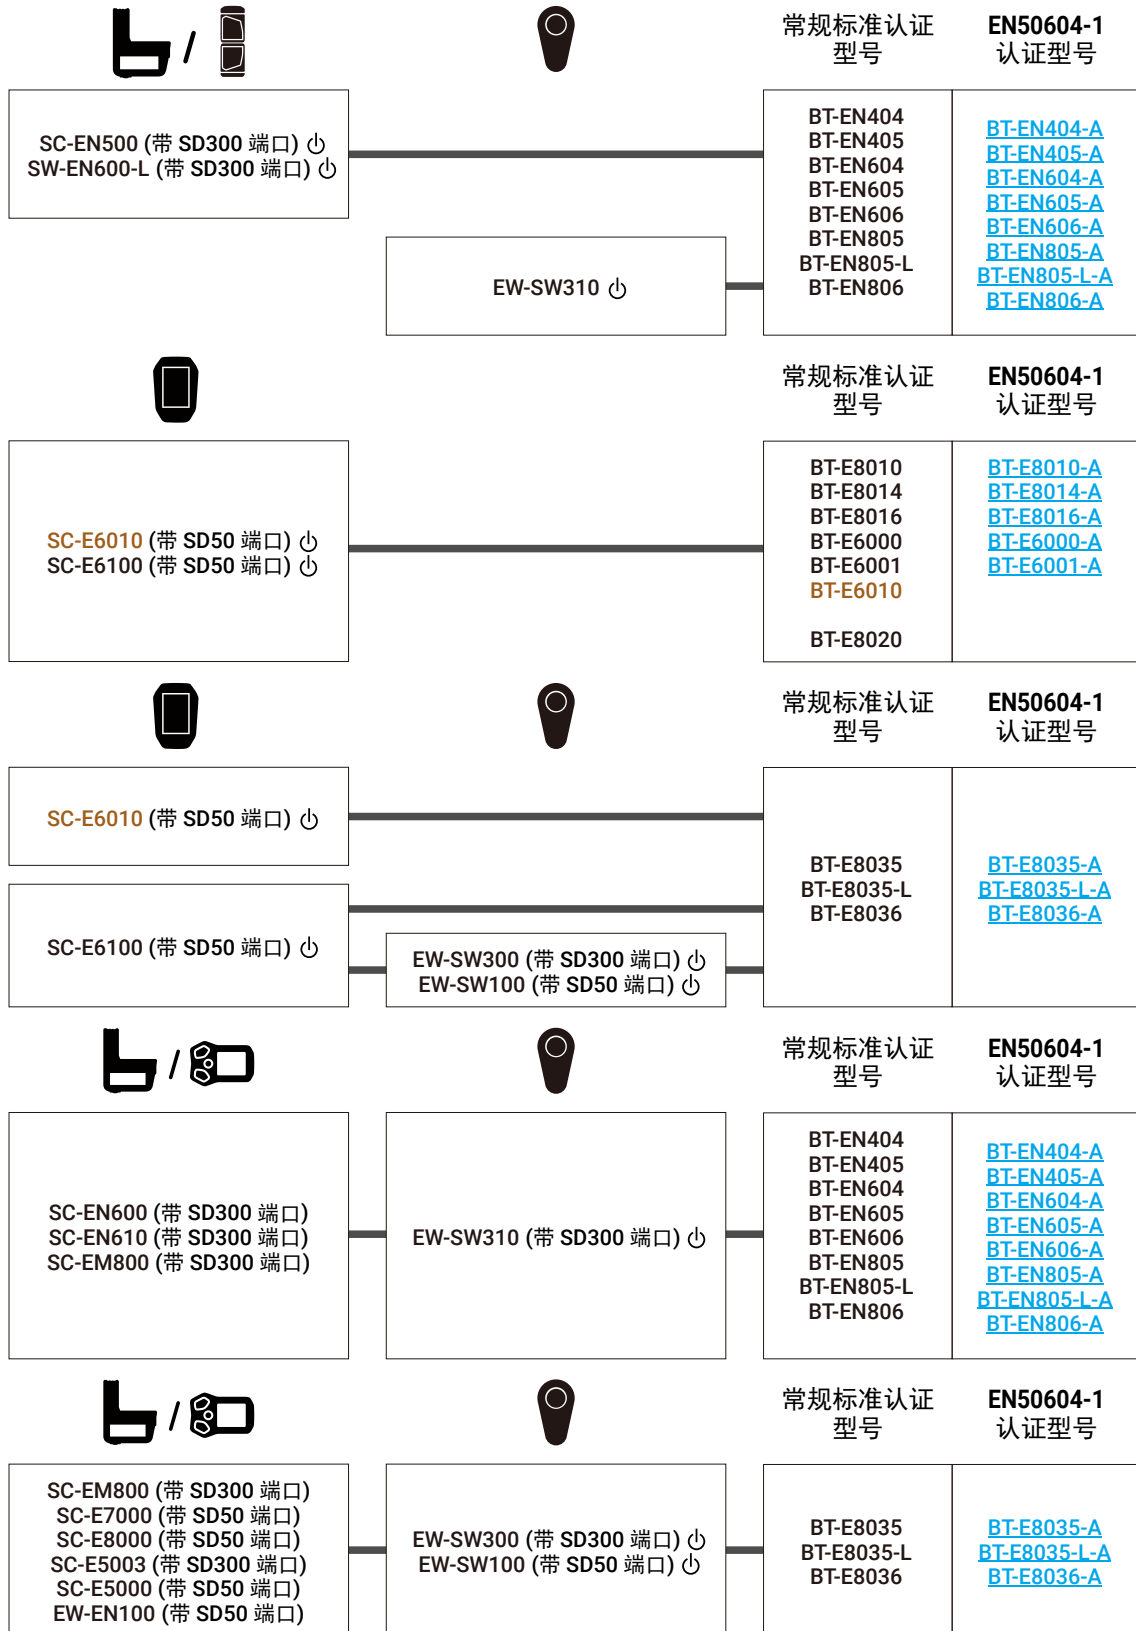 常规标准认证
型号
EN50604-1
认证型号
SC-EN500 (带 SD300 端口)
SW-EN600-L (带 SD300 端口)
EW-SW310
BT-EN404
BT-EN405
BT-EN604
BT-EN605
BT-EN606
BT-EN805
BT-EN805-L
BT-EN806
BT-EN404-A
BT-EN405-A
BT-EN604-A
BT-EN605-A
BT-EN606-A
BT-EN805-A
BT-EN805-L-A
BT-EN806-A
常规标准认证
型号
EN50604-1
认证型号
SC-E6010 (带 SD50 端口)
SC-E6100 (带 SD50 端口)
BT-E8010
BT-E8014
BT-E8016
BT-E6000
BT-E6001
BT-E6010
BT-E8020
BT-E8010-A
BT-E8014-A
BT-E8016-A
BT-E6000-A
BT-E6001-A
常规标准认证
型号
EN50604-1
认证型号
SC-E6010 (带 SD50 端口)
SC-E6100 (带 SD50 端口)
EW-SW300 (带 SD300 端口)
EW-SW100 (带 SD50 端口)
BT-E8035
BT-E8035-L
BT-E8036
BT-E8035-A
BT-E8035-L-A
BT-E8036-A
常规标准认证
型号
EN50604-1
认证型号
SC-EN600 (带 SD300 端口)
SC-EN610 (带 SD300 端口)
SC-EM800 (带 SD300 端口)
EW-SW310 (带 SD300 端口)
BT-EN404
BT-EN405
BT-EN604
BT-EN605
BT-EN606
BT-EN805
BT-EN805-L
BT-EN806
BT-EN404-A
BT-EN405-A
BT-EN604-A
BT-EN605-A
BT-EN606-A
BT-EN805-A
BT-EN805-L-A
BT-EN806-A
常规标准认证
型号
EN50604-1
认证型号
SC-EM800 (带 SD300 端口)
SC-E7000 (带 SD50 端口)
SC-E8000 (带 SD50 端口)
SC-E5003 (带 SD300 端口)
SC-E5000 (带 SD50 端口)
EW-EN100 (带 SD50 端口)
EW-SW300 (带 SD300 端口)
EW-SW100 (带 SD50 端口)
BT-E8035
BT-E8035-L
BT-E8036
BT-E8035-A
BT-E8035-L-A
BT-E8036-A